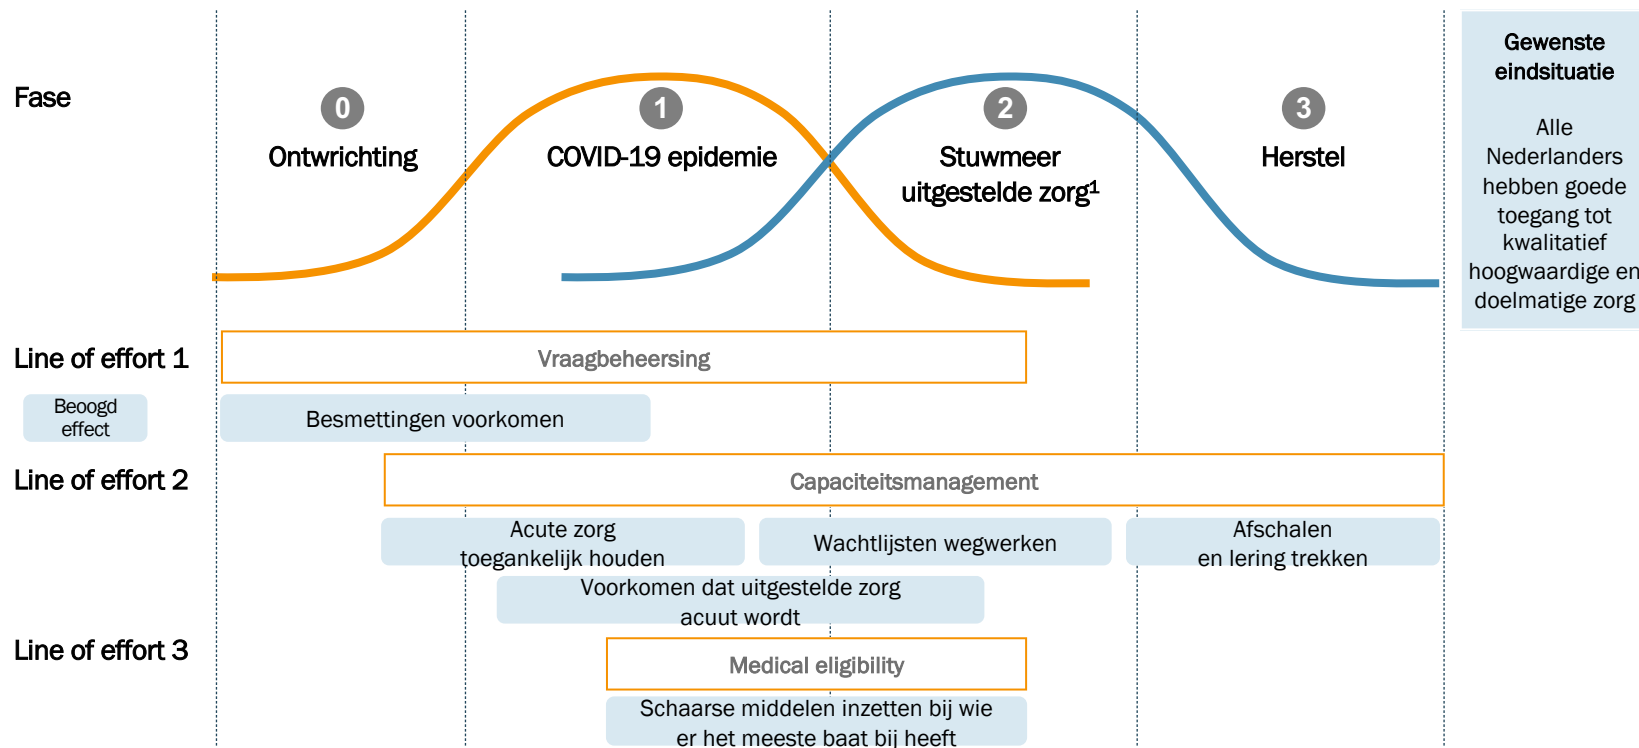 Fase
0
Ontwrichting
1
COVID-19 epidemie
2
Stuwmeer
uitgestelde zorg¹
3
Herstel
Gewenste
eindsituatie
Alle
Nederlanders
hebben goede
toegang tot
kwalitatief
hoogwaardige en
doelmatige zorg
Line of effort 1
Vraagbeheersing
Beoogd
effect
Besmettingen voorkomen
Line of effort 2
Capaciteitsmanagement
Acute zorg
toegankelijk houden
Wachtlijsten wegwerken
Afschalen
en lering trekken
Voorkomen dat uitgestelde zorg
acuut wordt
Line of effort 3
Medical eligibility
Schaarse middelen inzetten bij wie
er het meeste baat bij heeft